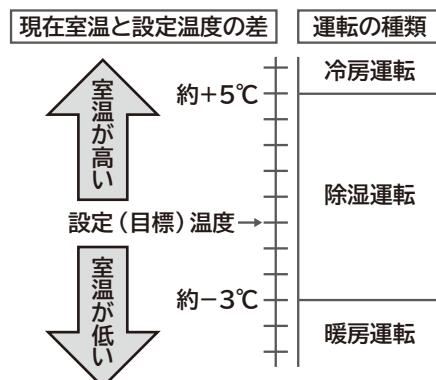 現在室温と設定温度の差
運転の種類
室温が高い
約+5℃
冷房運転
除湿運転
設定(目標)温度
室温が低い
約−3℃
暖房運転